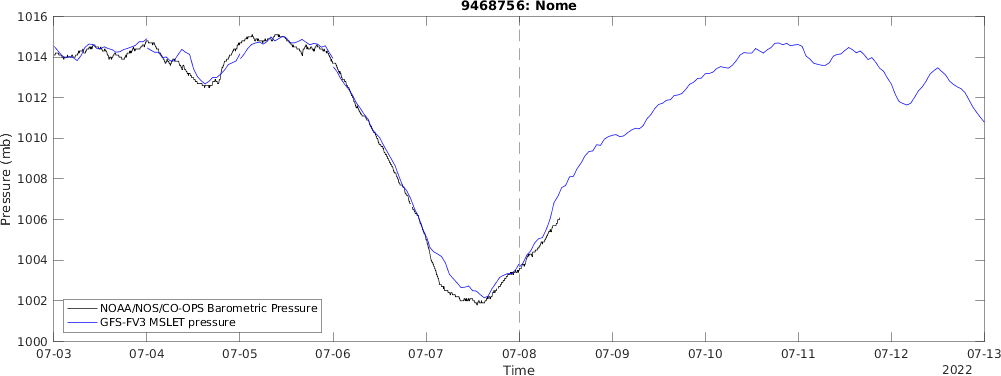 9468756: Nome
1016
1014
1012
1010
1008
1006
1004
1002
1000
Pressure (mb)
NOAA/NOS/CO-OPS Barometric Pressure
GFS-FV3 MSLET pressure
07-03 07-04 07-05 07-06 07-07 07-08 07-09 07-10 07-11 07-12 07-13
Time
2022